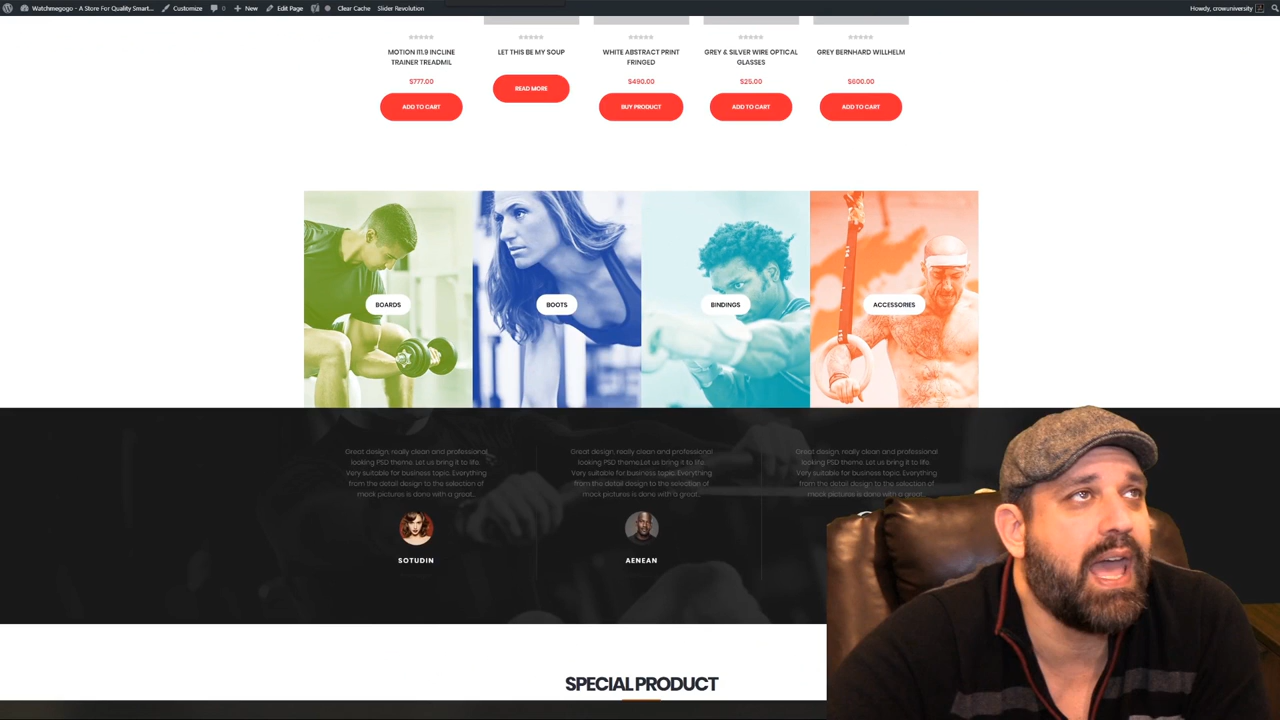 Watchmegogo - A Store For Quality Smart... Customize 0 New Edit Page Clear Cache Slider Revolution Howdy, crowuniversity
MOTION I11.9 INCLINE
TRAINER TREADMIL
$777.00
ADD TO CART
LET THIS BE MY SOUP
READ MORE
WHITE ABSTRACT PRINT
FRINGED
$490.00
BUY PRODUCT
GREY & SILVER WIRE OPTICAL
GLASSES
$25.00
ADD TO CART
GREY BERNHARD WILLHELM
$600.00
ADD TO CART
BOARDS
BOOTS
BINDINGS
ACCESSORIES
Great design: really clean and professional
looking PSD theme. Let us bring it to life.
Very suitable for business topic. Everything
from the detail design to the selection of
mock pictures is done with a great...
SOTUDIN
Great design: really clean and professional
looking PSD theme.Let us bring it to life.
Very suitable for business topic. Everything
from the detail design to the selection of
mock pictures is done with a great...
AENEAN
Great design: really clean and professional
looking PSD theme. Let us bring it to life.
Very suitable for business topic. Everything
from the detail design to the selection of
mock pictures is done with a great...
SPECIAL PRODUCT